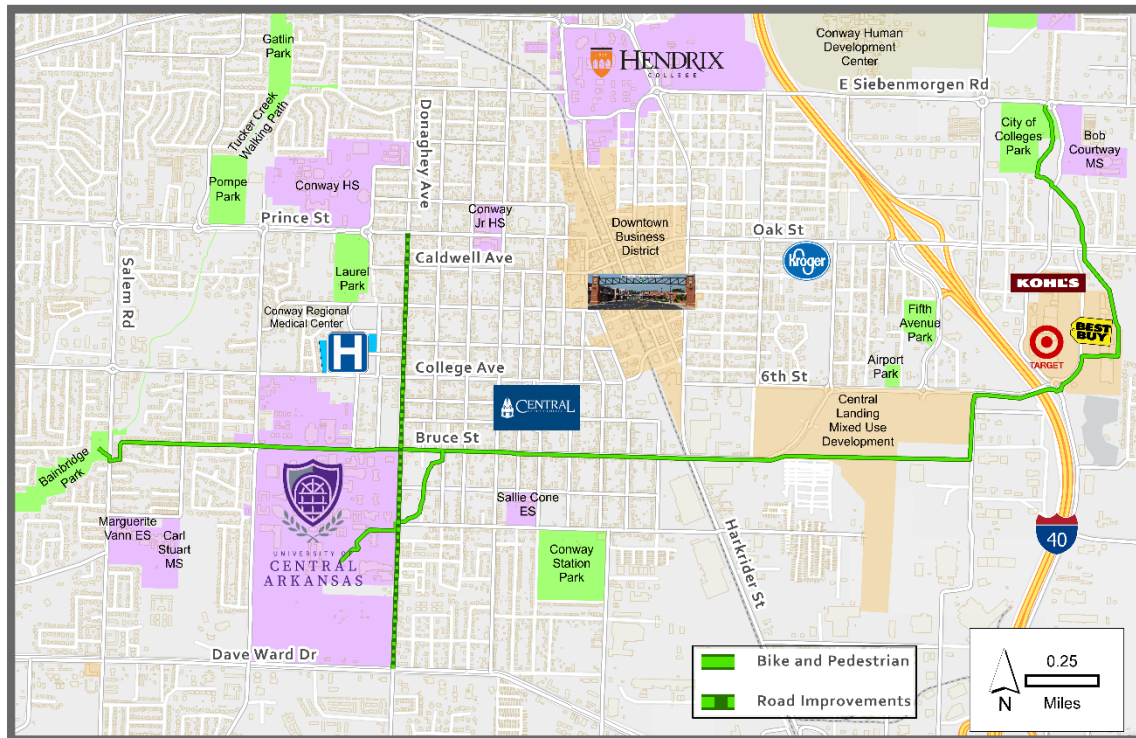 Gatlin
Park
Tucker Creek
Walking Path
Donaghey Ave
HENDRIX
COLLEGE
Conway Human
Development
Center
E Siebenmorgen Rd
City of
Colleges
Park
Bob
Courtway
MS
Pompe
Park
Conway HS
Prince St
Conway
Jr HS
Downtown
Business
District
Oak St
Caldwell Ave
Kroger
Salem Rd
Laurel
Park
Conway Regional
Medical Center
H
KOHL'S
Fifth
Avenue
Park
BEST
BUY
TARGET
Airport
Park
College Ave
6th St
CENTRAL
Central
Landing
Mixed Use
Development
Bruce St
Bainbridge
Park
Sallie Cone
ES
Marguerite
Vann ES
Carl
Stuart
MS
UNIVERSITY OF
CENTRAL
ARKANSAS
Conway
Station
Park
Harkrider St
40
Dave Ward Dr
Bike and Pedestrian
Road Improvements
0.25
Miles
N